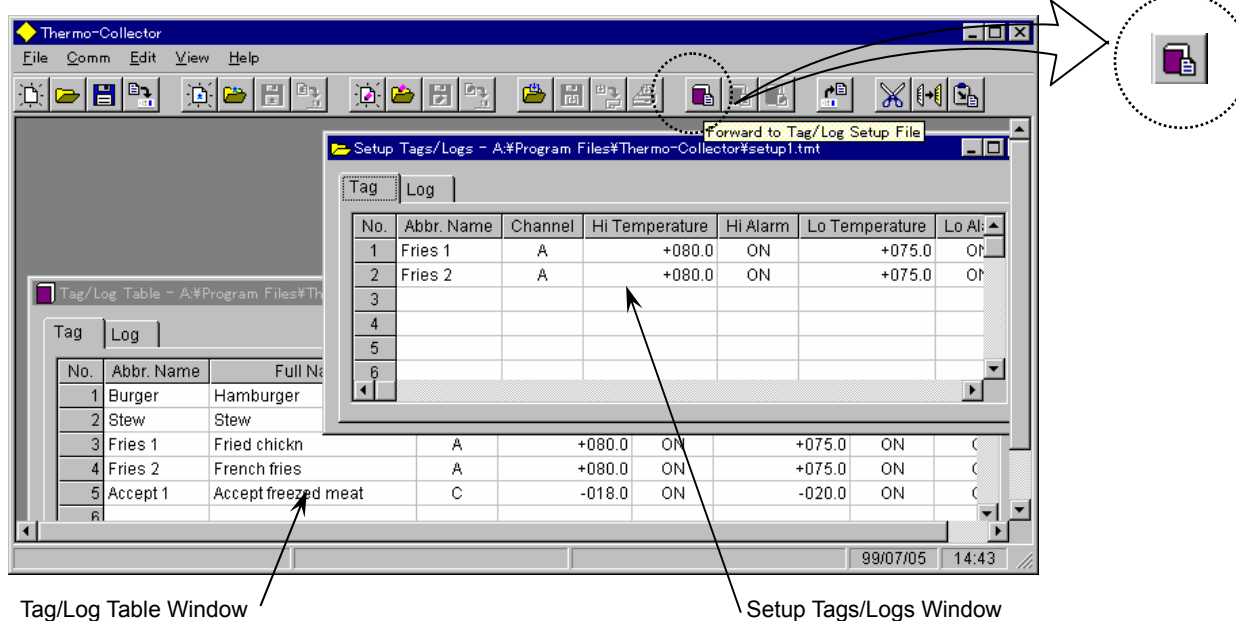 Thermo-Collector
File Comm Edit View Help
Forward to Tag/Log Setup File
Setup Tags/Logs - A:¥Program Files¥Thermo-Collector¥setup1.tmt
Tag Log
No. Abbr. Name Channel Hi Temperature Hi Alarm Lo Temperature Lo Al
1 Fries 1 A +080.0 ON +075.0
2 Fries 2 A +080.0 ON +075.0
3
4
5
6
Tag/Log Table - A:¥Program Files¥Th
Tag Log
No. Abbr. Name Full Na
1 Burger Hamburger
2 Stew Stew
3 Fries 1 Fried chickn A +080.0 ON +075.0 ON
4 Fries 2 French fries A +080.0 ON +075.0 ON
5 Accept 1 Accept freezed meat C -018.0 ON -020.0 ON
6
99/07/05 14:43
Tag/Log Table Window Setup Tags/Logs Window